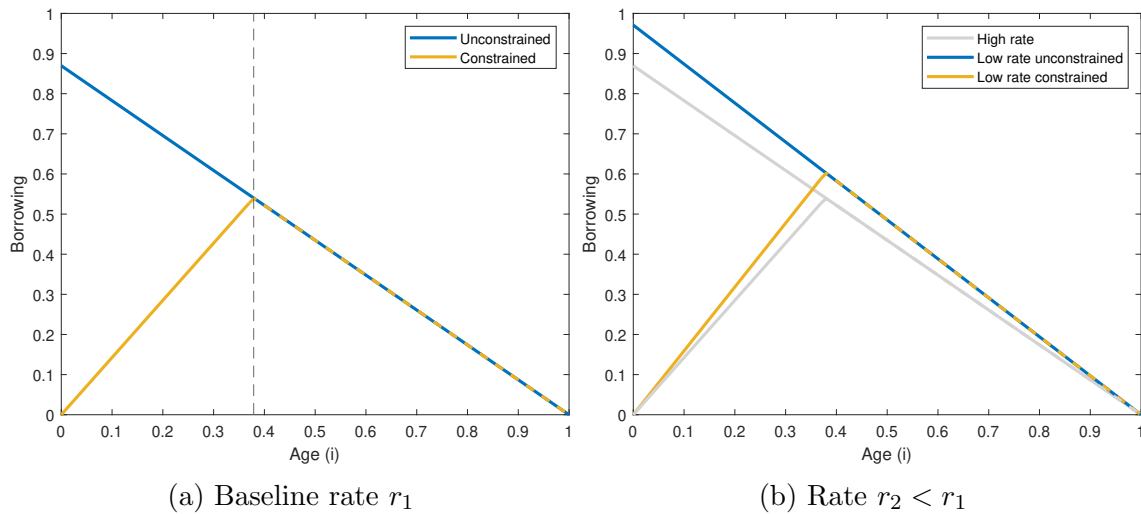 1
0.9
0.8
0.7
0.6
0.5
0.4
0.3
0.2
0.1
0
Borrowing
Unconstrained
Constrained
0 0.1 0.2 0.3 0.4 0.5 0.6 0.7 0.8 0.9 1
Age (i)
(a) Baseline rate r₁
1
0.9
0.8
0.7
0.6
0.5
0.4
0.3
0.2
0.1
0
Borrowing
High rate
Low rate unconstrained
Low rate constrained
0 0.1 0.2 0.3 0.4 0.5 0.6 0.7 0.8 0.9 1
Age (i)
(b) Rate r₂ < r₁